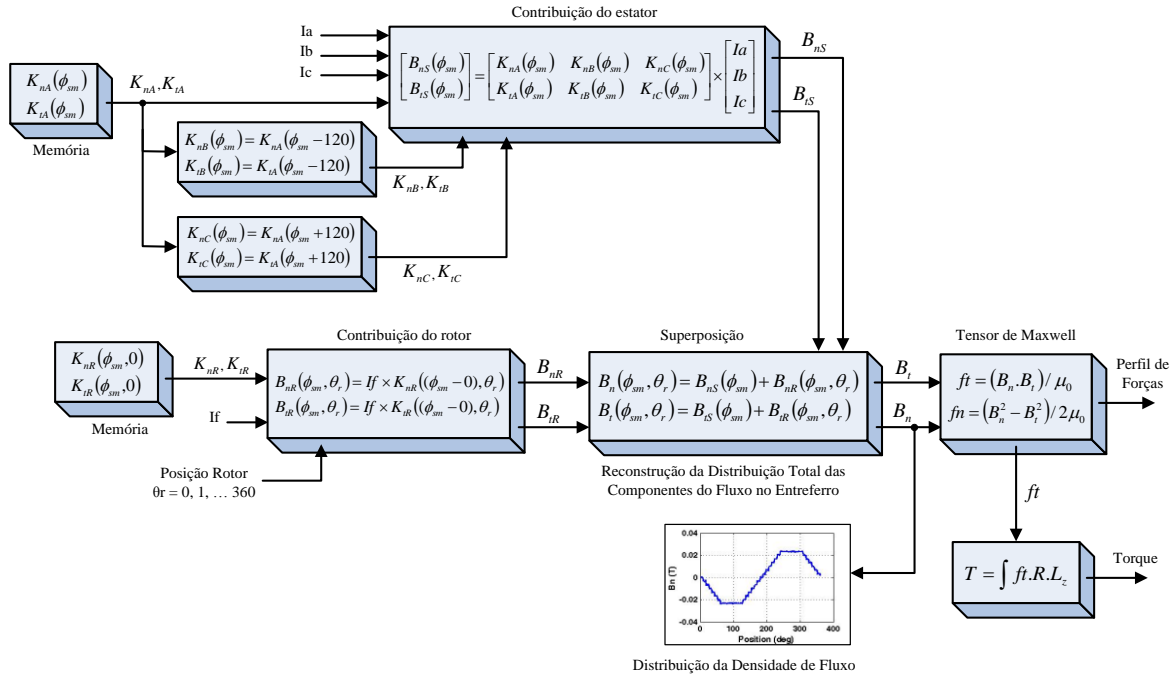 Contribuição do estator
Ia
Ib
Ic
[B_nS(ϕ_sm) B_tS(ϕ_sm)] = [K_nA(ϕ_sm) K_nB(ϕ_sm) K_nC(ϕ_sm) K_tA(ϕ_sm) K_tB(ϕ_sm) K_tC(ϕ_sm)] × [Ia Ib Ic]
B_nS
B_tS
K_nA(ϕ_sm)
K_tA(ϕ_sm)
Memória
K_nA, K_tA
K_nB(ϕ_sm) = K_nA(ϕ_sm − 120)
K_tB(ϕ_sm) = K_tA(ϕ_sm − 120)
K_nB, K_tB
K_nC(ϕ_sm) = K_nA(ϕ_sm + 120)
K_tC(ϕ_sm) = K_tA(ϕ_sm + 120)
K_nC, K_tC
K_nR(ϕ_sm,0)
K_tR(ϕ_sm,0)
Memória
K_nR, K_tR
If
Posição Rotor
θr = 0, 1, … 360
Contribuição do rotor
B_nR(ϕ_sm,θ_r) = If × K_nR((ϕ_sm − 0),θ_r)
B_tR(ϕ_sm,θ_r) = If × K_tR((ϕ_sm − 0),θ_r)
B_nR
B_tR
Superposição
B_n(ϕ_sm,θ_r) = B_nS(ϕ_sm) + B_nR(ϕ_sm,θ_r)
B_t(ϕ_sm,θ_r) = B_tS(ϕ_sm) + B_tR(ϕ_sm,θ_r)
Reconstrução da Distribuição Total das
Componentes do Fluxo no Entreferro
B_t
B_n
Tensor de Maxwell
ft = (B_n.B_t)/μ_0
fn = (B_n^2 − B_t^2)/2μ_0
Perfil de
Forças
ft
T = ∫ ft.R.L_z
Torque
Bn (T)
0.04
0.02
0
-0.02
-0.04
0 100 200 300 400
Position (deg)
Distribuição da Densidade de Fluxo